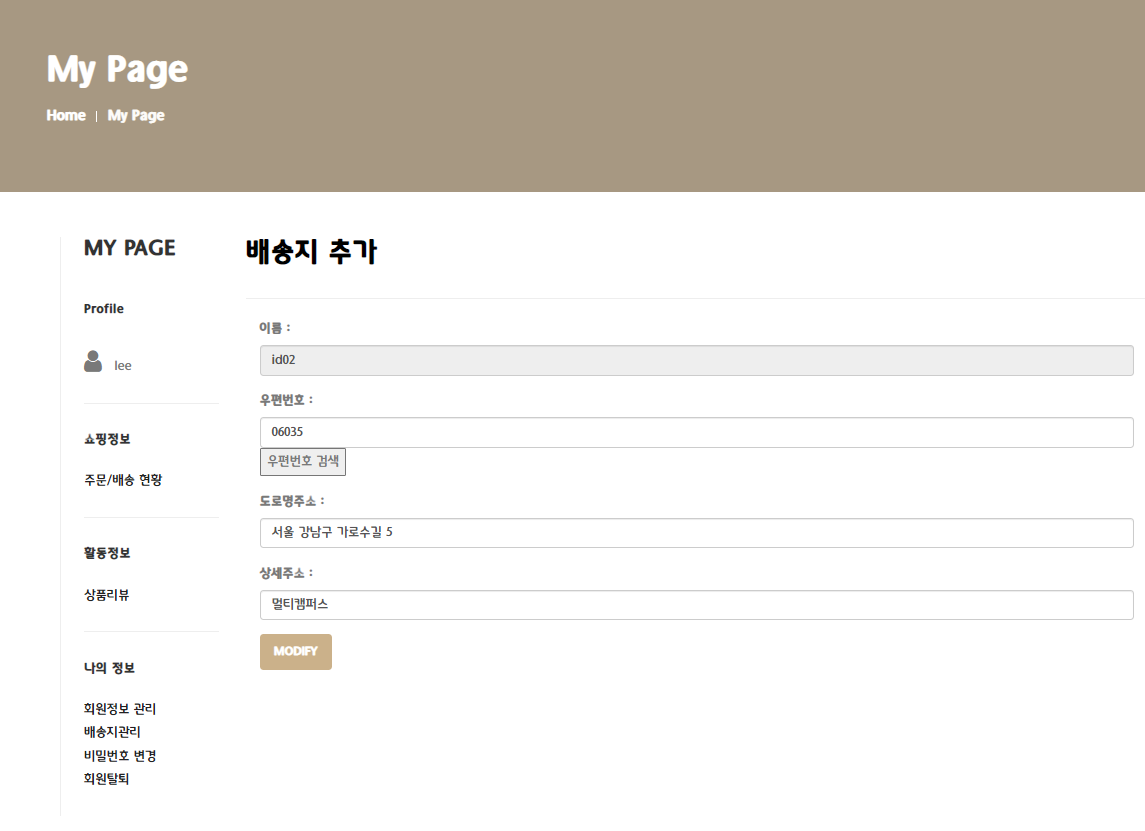 My Page
Home | My Page
MY PAGE
Profile
lee
쇼핑정보
주문/배송 현황
활동정보
상품리뷰
나의 정보
회원정보 관리
배송지관리
비밀번호 변경
회원탈퇴
배송지 추가
이름 :
id02
우편번호 :
06035
우편번호 검색
도로명주소 :
서울 강남구 가로수길 5
상세주소 :
멀티캠퍼스
MODIFY